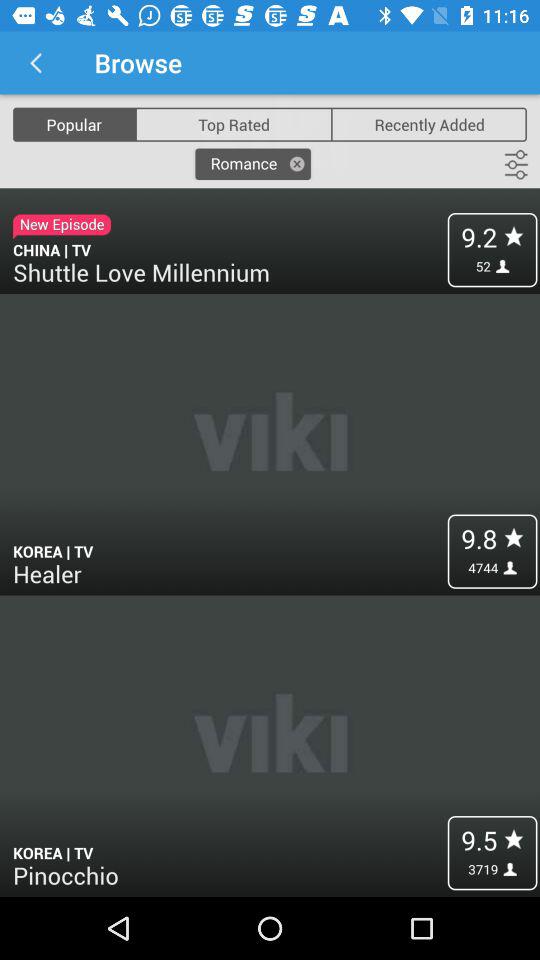 11:16
Browse
Popular Top Rated Recently Added
Romance
New Episode
CHINA | TV
Shuttle Love Millennium
9.2
52
viki
KOREA | TV
Healer
9.8
4744
viki
KOREA | TV
Pinocchio
9.5
3719